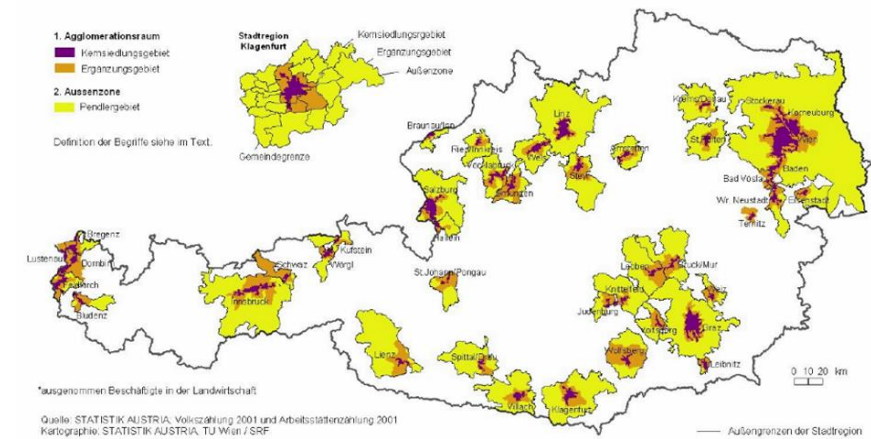 1. Agglomerationsraum
Kernsiedlungsgebiet
Ergänzungsgebiet
2. Aussenzone
Pendlergebiet
Definition der Begriffe siehe im Text.
Stadtregion
Klagenfurt
Kernsiedlungsgebiet
Ergänzungsgebiet
Außenzone
Gemeindegrenze
Braunau/Inn
Ried/Innkreis
Vöcklabruck
Gmunden
Wels
Linz
Steyr
Amstetten
Krems/Donau
St.Pölten
Stockerau
Korneuburg
Wien
Baden
Bad Vöslau
Wr. Neustadt
Eisenstadt
Ternitz
Salzburg
Hallein
Bregenz
Lustenau
Dornbirn
Feldkirch
Bludenz
Innsbruck
Schwaz
Wörgl
Kufstein
St.Johann/Pongau
Leoben
Bruck/Mur
Knittelfeld
Judenburg
Weiz
Voitsberg
Graz
Leibnitz
Wolfsberg
Lienz
Spittal/Drau
Villach
Klagenfurt
0 10 20 km
*ausgenommen Beschäftigte in der Landwirtschaft
Quelle: STATISTIK AUSTRIA, Volkszählung 2001 und Arbeitsstättenzählung 2001
Kartographie: STATISTIK AUSTRIA, TU Wien / SRF
Außengrenzen der Stadtregion